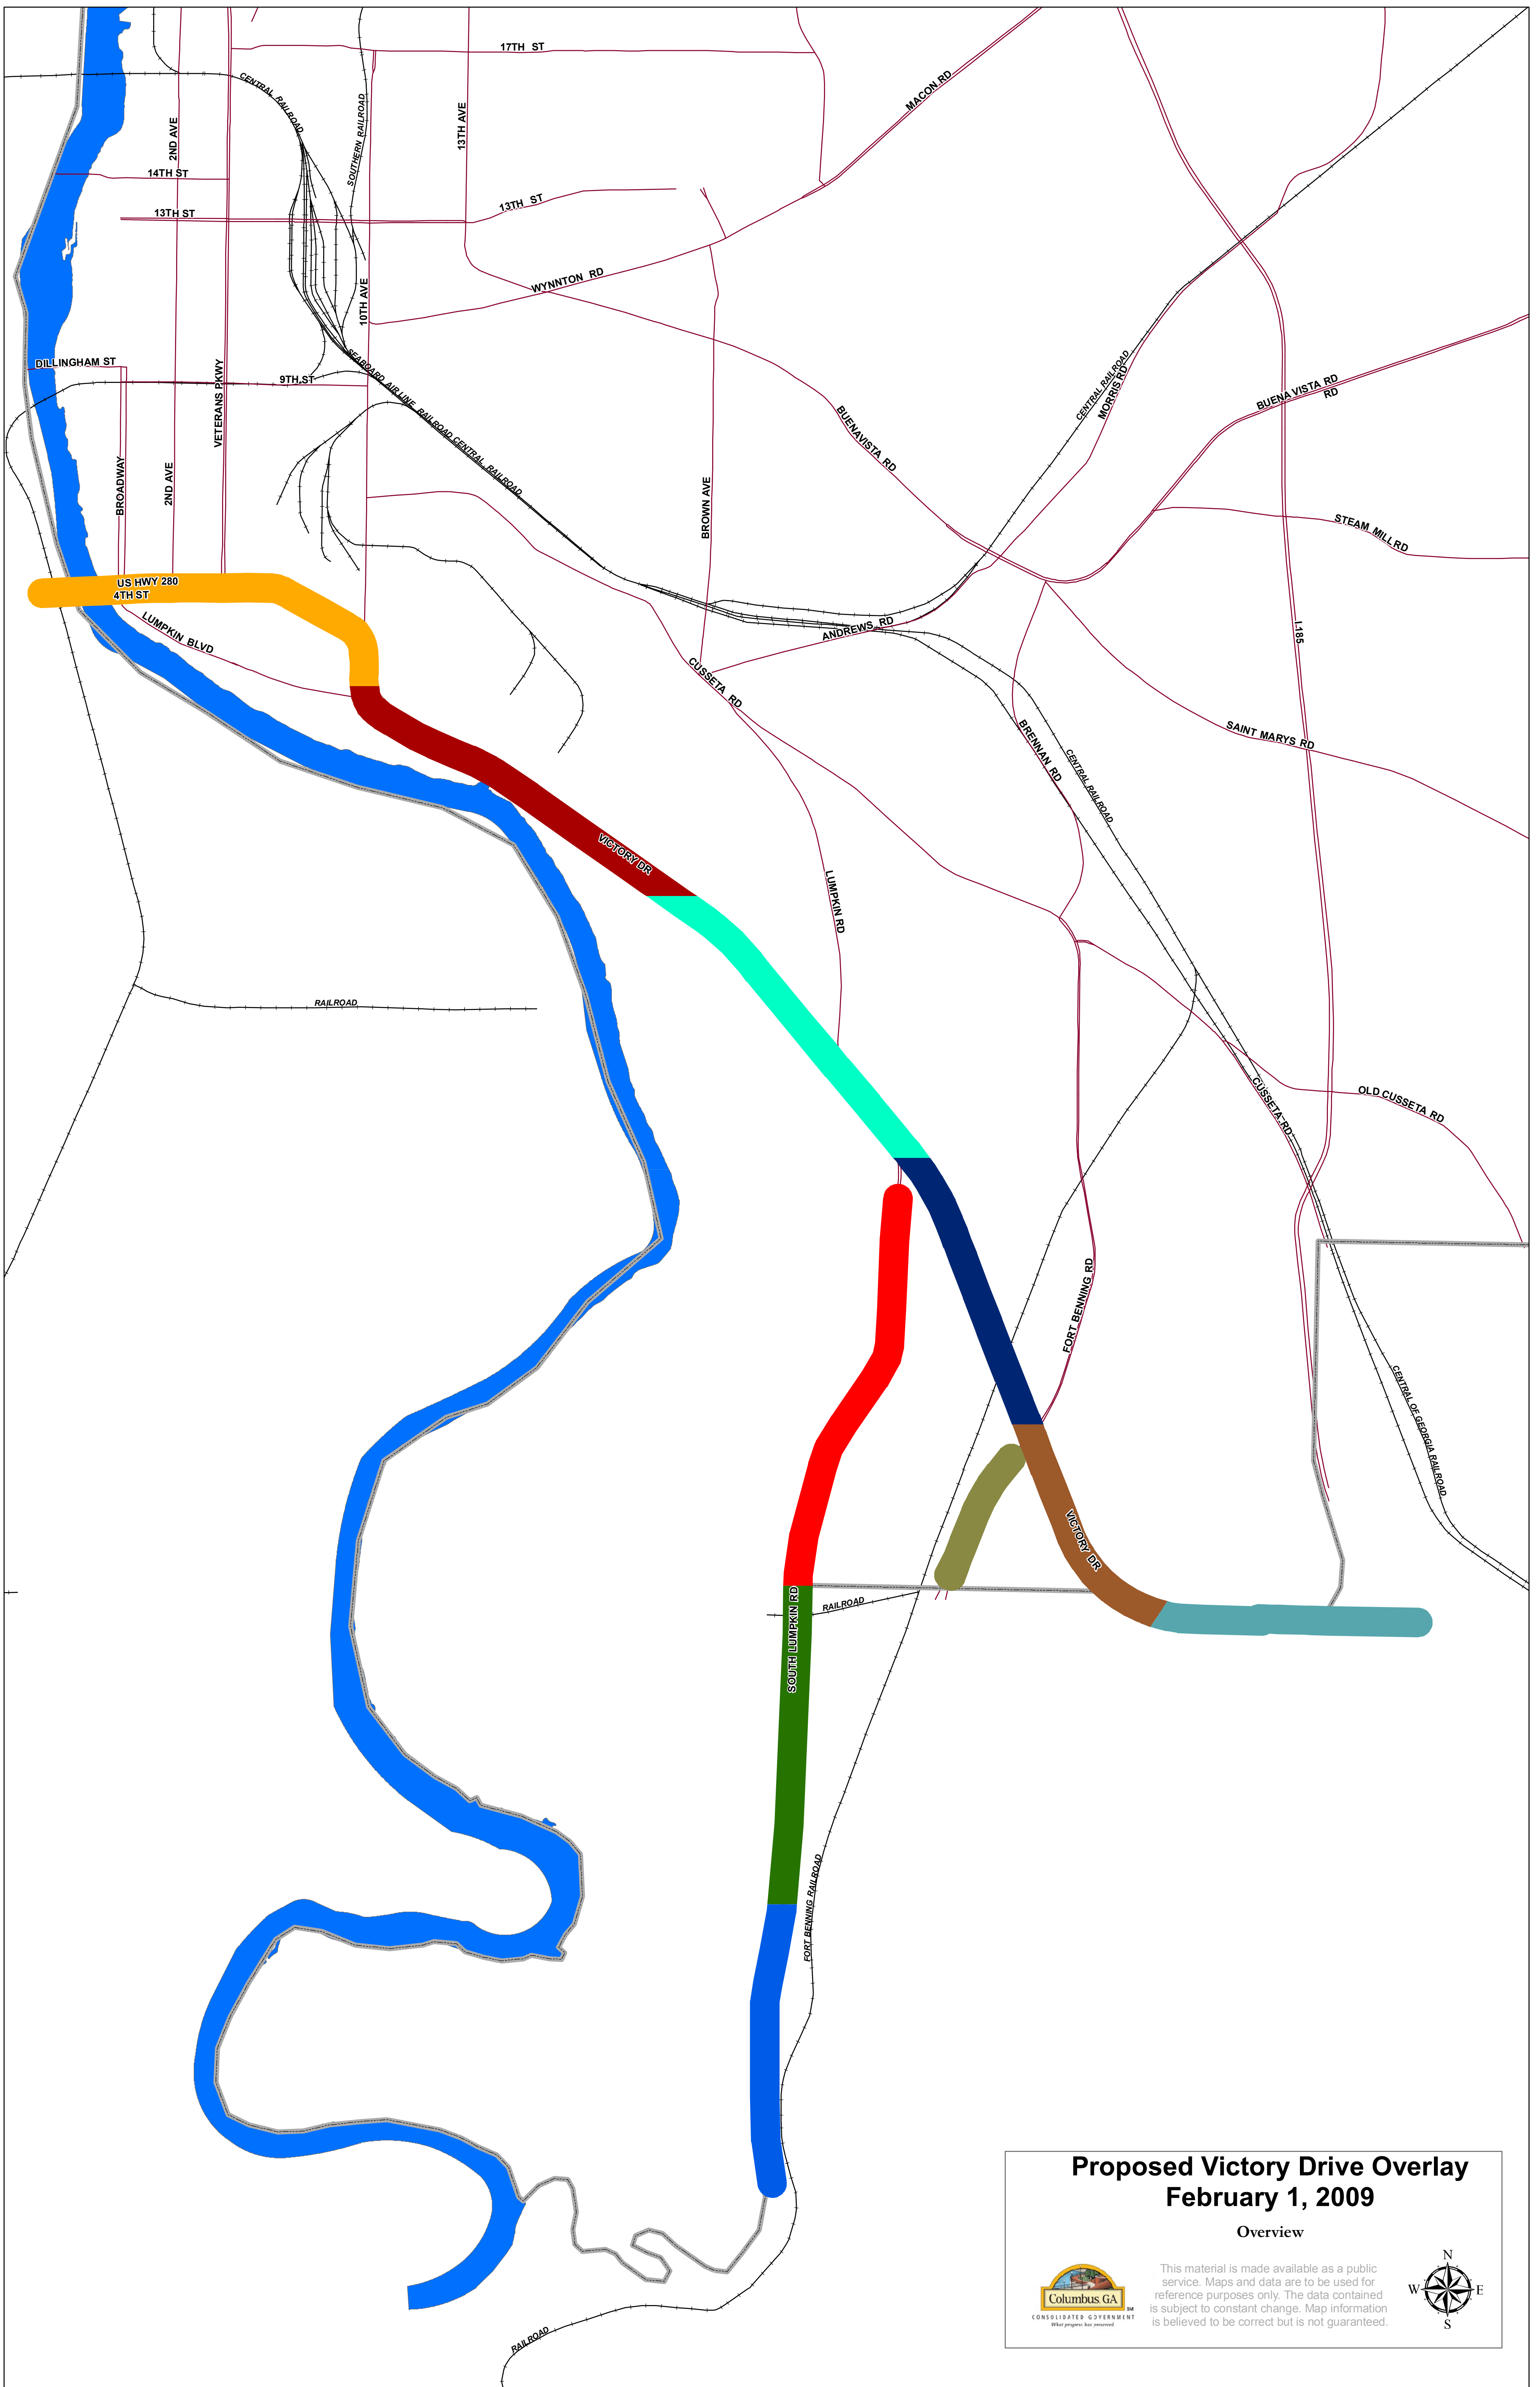 17TH ST
CENTRAL RAILROAD
SOUTHERN RAILROAD
13TH AVE
MACON RD
2ND AVE
14TH ST
13TH ST
13TH ST
WYNNTON RD
10TH AVE
DILLINGHAM ST
VETERANS PKWY
9TH ST
SEABOARD AIRLINE RAILROAD
CENTRAL RAILROAD
CENTRAL RAILROAD
MORRIS RD
BUENA VISTA RD
RD
BUENAVISTA RD
BROADWAY
2ND AVE
BROWN AVE
STEAM MILL RD
US HWY 280
4TH ST
LUMPKIN BLVD
ANDREWS RD
I-185
CUSSETA RD
BRENNAN RD
CENTRAL RAILROAD
SAINT MARYS RD
VICTORY DR
LUMPKIN RD
RAILROAD
CUSSETA RD
OLD CUSSETA RD
FORT BENNING RD
CENTRAL OF GEORGIA RAILROAD
VICTORY DR
RAILROAD
SOUTH LUMPKIN RD
FORT BENNING RAILROAD
RAILROAD
Proposed Victory Drive Overlay
February 1, 2009
Overview
This material is made available as a public
service. Maps and data are to be used for
reference purposes only. The data contained
is subject to constant change. Map information
is believed to be correct but is not guaranteed.
Columbus, GA
SM
CONSOLIDATED GOVERNMENT
What progress has preserved
N
W
E
S